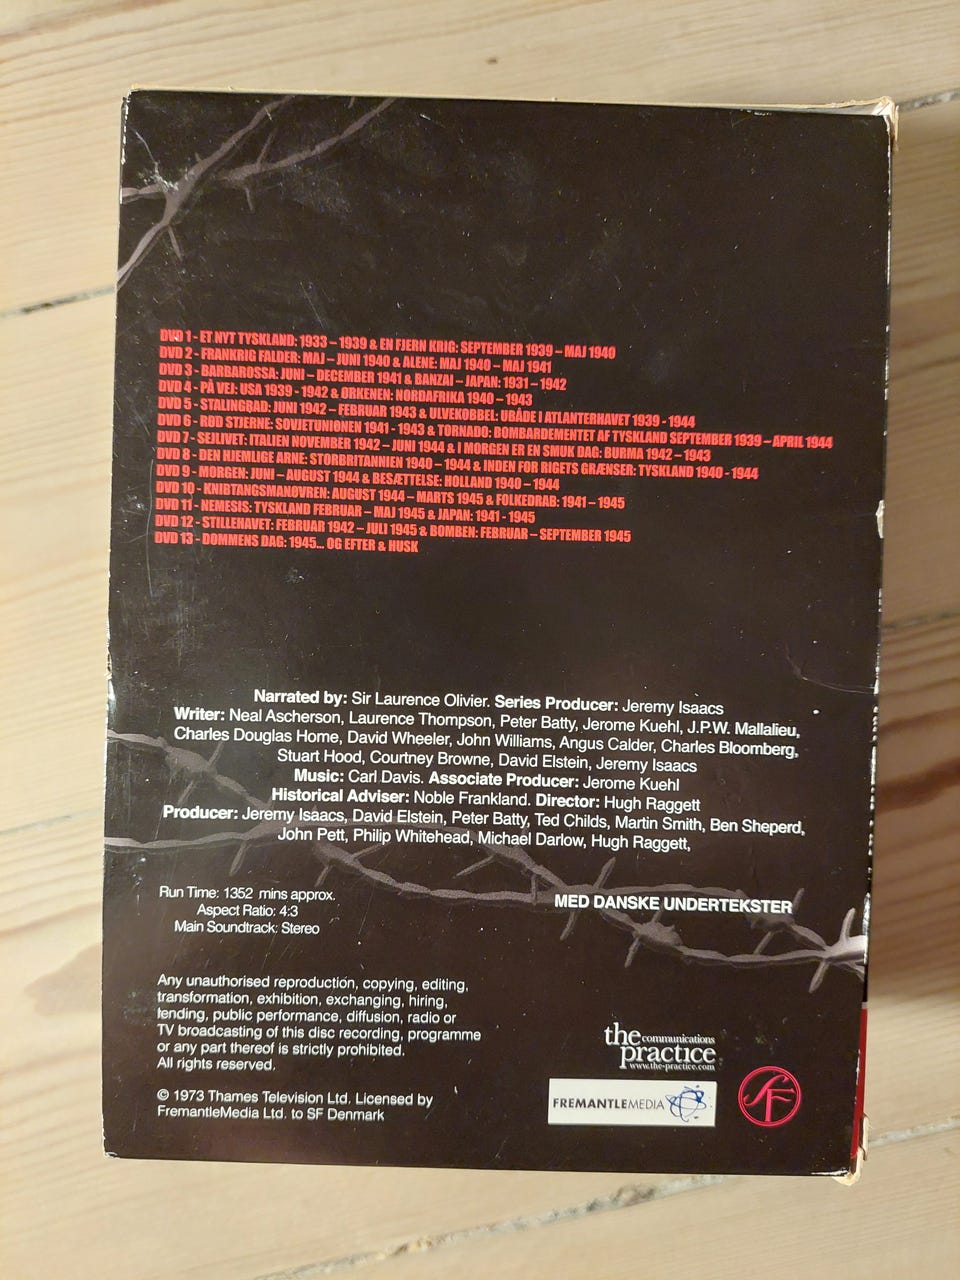 DVD 1 - ET NYT TYSKLAND: 1933 – 1939 & EN FJERN KRIG: SEPTEMBER 1939 – MAJ 1940
DVD 2 - FRANKRIG FALDER: MAJ – JUNI 1940 & ALENE: MAJ 1940 – MAJ 1941
DVD 3 - BARBAROSSA: JUNI – DECEMBER 1941 & BANZAI – JAPAN: 1931 – 1942
DVD 4 - PÅ VEJ: USA 1939 - 1942 & ØRKENEN: NORDAFRIKA 1940 – 1943
DVD 5 - STALINGRAD: JUNI 1942 – FEBRUAR 1943 & ULVEKOBBEL: UBÅDE I ATLANTERHAVET 1939 - 1944
DVD 6 - RØD STJERNE: SOVJETUNIONEN 1941 - 1943 & TORNADO: BOMBARDEMENTET AF TYSKLAND SEPTEMBER 1939 – APRIL 1944
DVD 7 - SEJLIVET: ITALIEN NOVEMBER 1942 – JUNI 1944 & I MORGEN ER EN SMUK DAG: BURMA 1942 – 1943
DVD 8 - DEN HJEMLIGE ARNE: STORBRITANNIEN 1940 – 1944 & INDEN FOR RIGETS GRÆNSER: TYSKLAND 1940 - 1944
DVD 9 - MORGEN: JUNI – AUGUST 1944 & BESÆTTELSE: HOLLAND 1940 – 1944
DVD 10 - KNIBTANGSMANØVREN: AUGUST 1944 – MARTS 1945 & FOLKEDRAB: 1941 – 1945
DVD 11 - NEMESIS: TYSKLAND FEBRUAR – MAJ 1945 & JAPAN: 1941 - 1945
DVD 12 - STILLEHAVET: FEBRUAR 1942 – JULI 1945 & BOMBEN: FEBRUAR – SEPTEMBER 1945
DVD 13 - DOMMENS DAG: 1945... OG EFTER & HUSK
Narrated by: Sir Laurence Olivier. Series Producer: Jeremy Isaacs
Writer: Neal Ascherson, Laurence Thompson, Peter Batty, Jerome Kuehl, J.P.W. Mallalieu,
Charles Douglas Home, David Wheeler, John Williams, Angus Calder, Charles Bloomberg,
Stuart Hood, Courtney Browne, David Elstein, Jeremy Isaacs
Music: Carl Davis. Associate Producer: Jerome Kuehl
Historical Adviser: Noble Frankland. Director: Hugh Raggett
Producer: Jeremy Isaacs, David Elstein, Peter Batty, Ted Childs, Martin Smith, Ben Sheperd,
John Pett, Philip Whitehead, Michael Darlow, Hugh Raggett,
Run Time: 1352 mins approx.
Aspect Ratio: 4:3
Main Soundtrack: Stereo
MED DANSKE UNDERTEKSTER
Any unauthorised reproduction, copying, editing,
transformation, exhibition, exchanging, hiring,
lending, public performance, diffusion, radio or
TV broadcasting of this disc recording, programme
or any part thereof is strictly prohibited.
All rights reserved.
© 1973 Thames Television Ltd. Licensed by
FremantleMedia Ltd. to SF Denmark
the communications
practice
www.the-practice.com
FREMANTLEMEDIA
SF